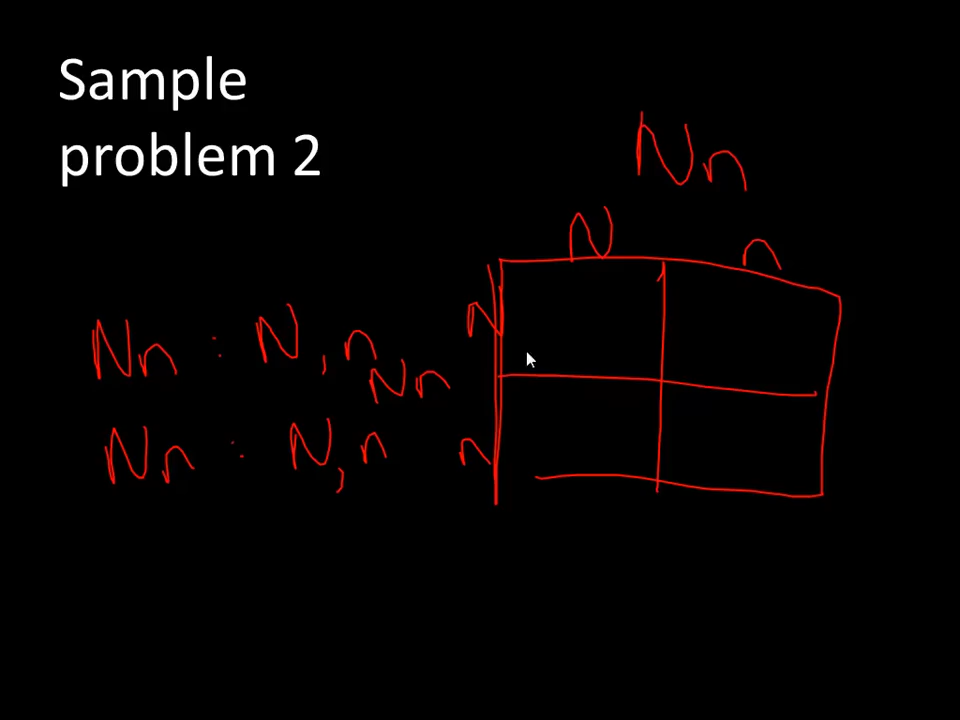 Sample
problem 2
Nn
N n
Nn : N, n
N
Nn
Nn : N, n
n